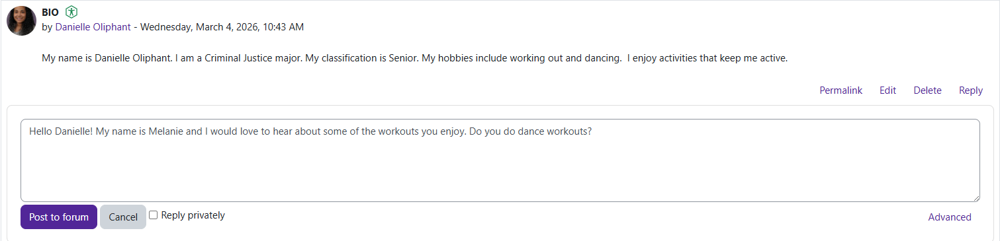 BIO
by Danielle Oliphant - Wednesday, March 4, 2026, 10:43 AM
My name is Danielle Oliphant. I am a Criminal Justice major. My classification is Senior. My hobbies include working out and dancing.  I enjoy activities that keep me active.
Permalink Edit Delete Reply
Hello Danielle! My name is Melanie and I would love to hear about some of the workouts you enjoy. Do you do dance workouts?
Post to forum Cancel Reply privately Advanced